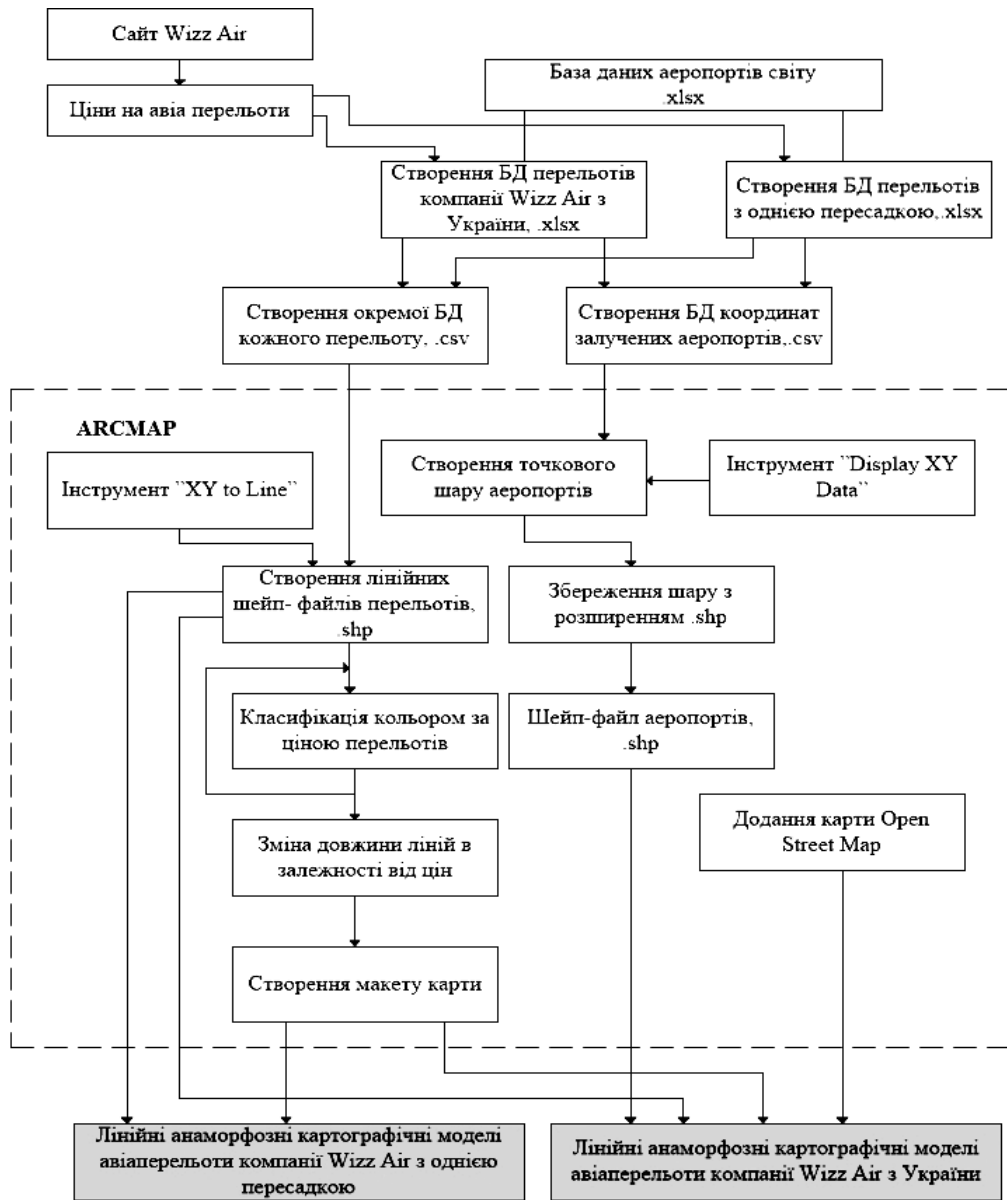 Сайт Wizz Air
Ціни на авіа перельоти
База даних аеропортів світу
.xlsx
Створення БД перельотів
компанії Wizz Air з
України, .xlsx
Створення БД перельотів
з однією пересадкою,.xlsx
Створення окремої БД
кожного перельоту, .csv
Створення БД координат
залучених аеропортів,.csv
ARCMAP
Інструмент ``XY to Line``
Створення точкового
шару аеропортів
Інструмент ``Display XY
Data``
Створення лінійних
шейп- файлів перельотів,
.shp
Збереження шару з
розширенням .shp
Класифікація кольором за
ціною перельотів
Шейп-файл аеропортів,
.shp
Зміна довжини ліній в
залежності від цін
Додання карти Open
Street Map
Створення макету карти
Лінійні анаморфозні картографічні моделі
авіаперельоти компанії Wizz Air з однією
пересадкою
Лінійні анаморфозні картографічні моделі
авіаперельоти компанії Wizz Air з України